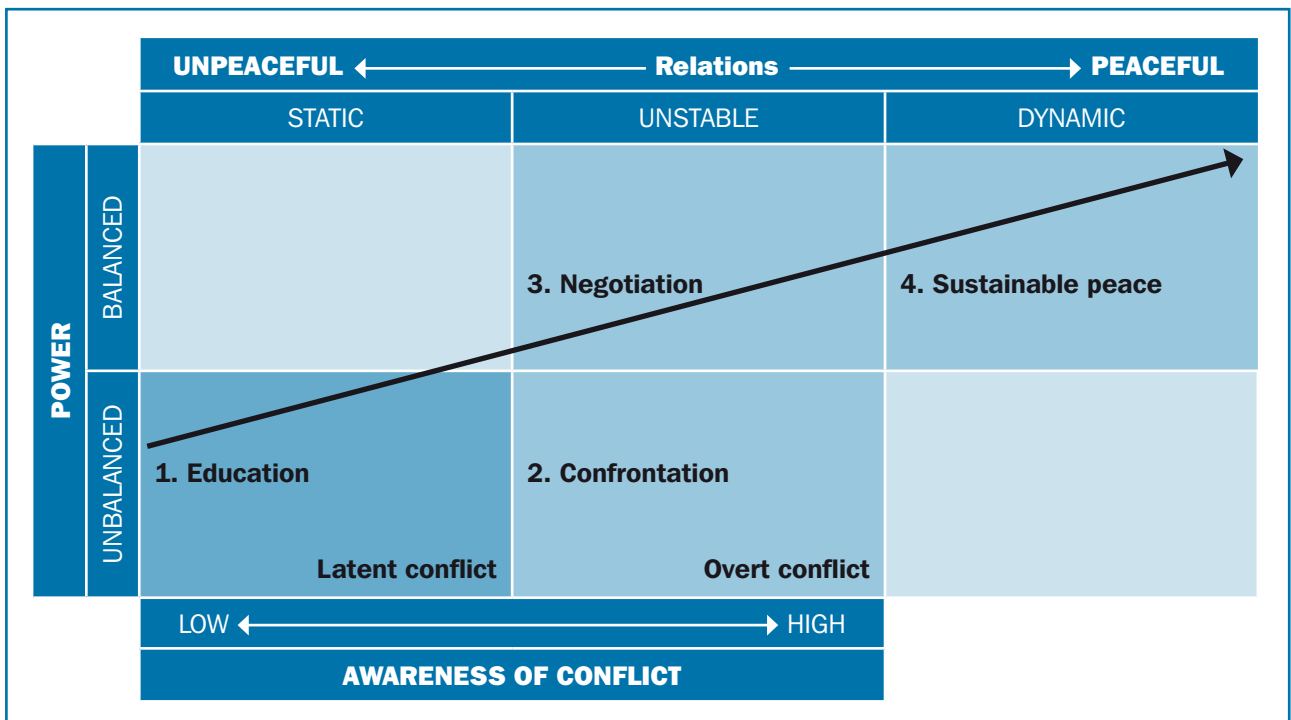 UNPEACEFUL Relations PEACEFUL
STATIC UNSTABLE DYNAMIC
POWER
BALANCED
3. Negotiation 4. Sustainable peace
UNBALANCED
1. Education 2. Confrontation
Latent conflict Overt conflict
LOW HIGH
AWARENESS OF CONFLICT